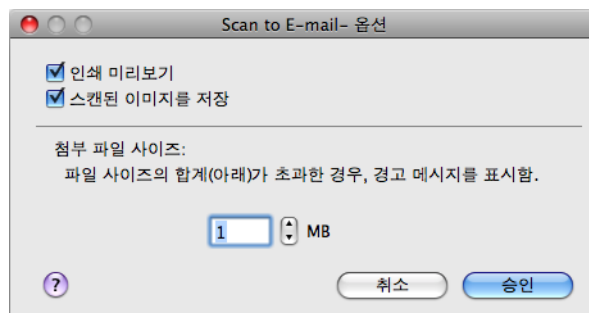 Scan to E-mail– 옵션
인쇄 미리보기
스캔된 이미지를 저장
첨부 파일 사이즈:
파일 사이즈의 합계(아래)가 초과한 경우, 경고 메시지를 표시함.
1 MB
?
취소 승인